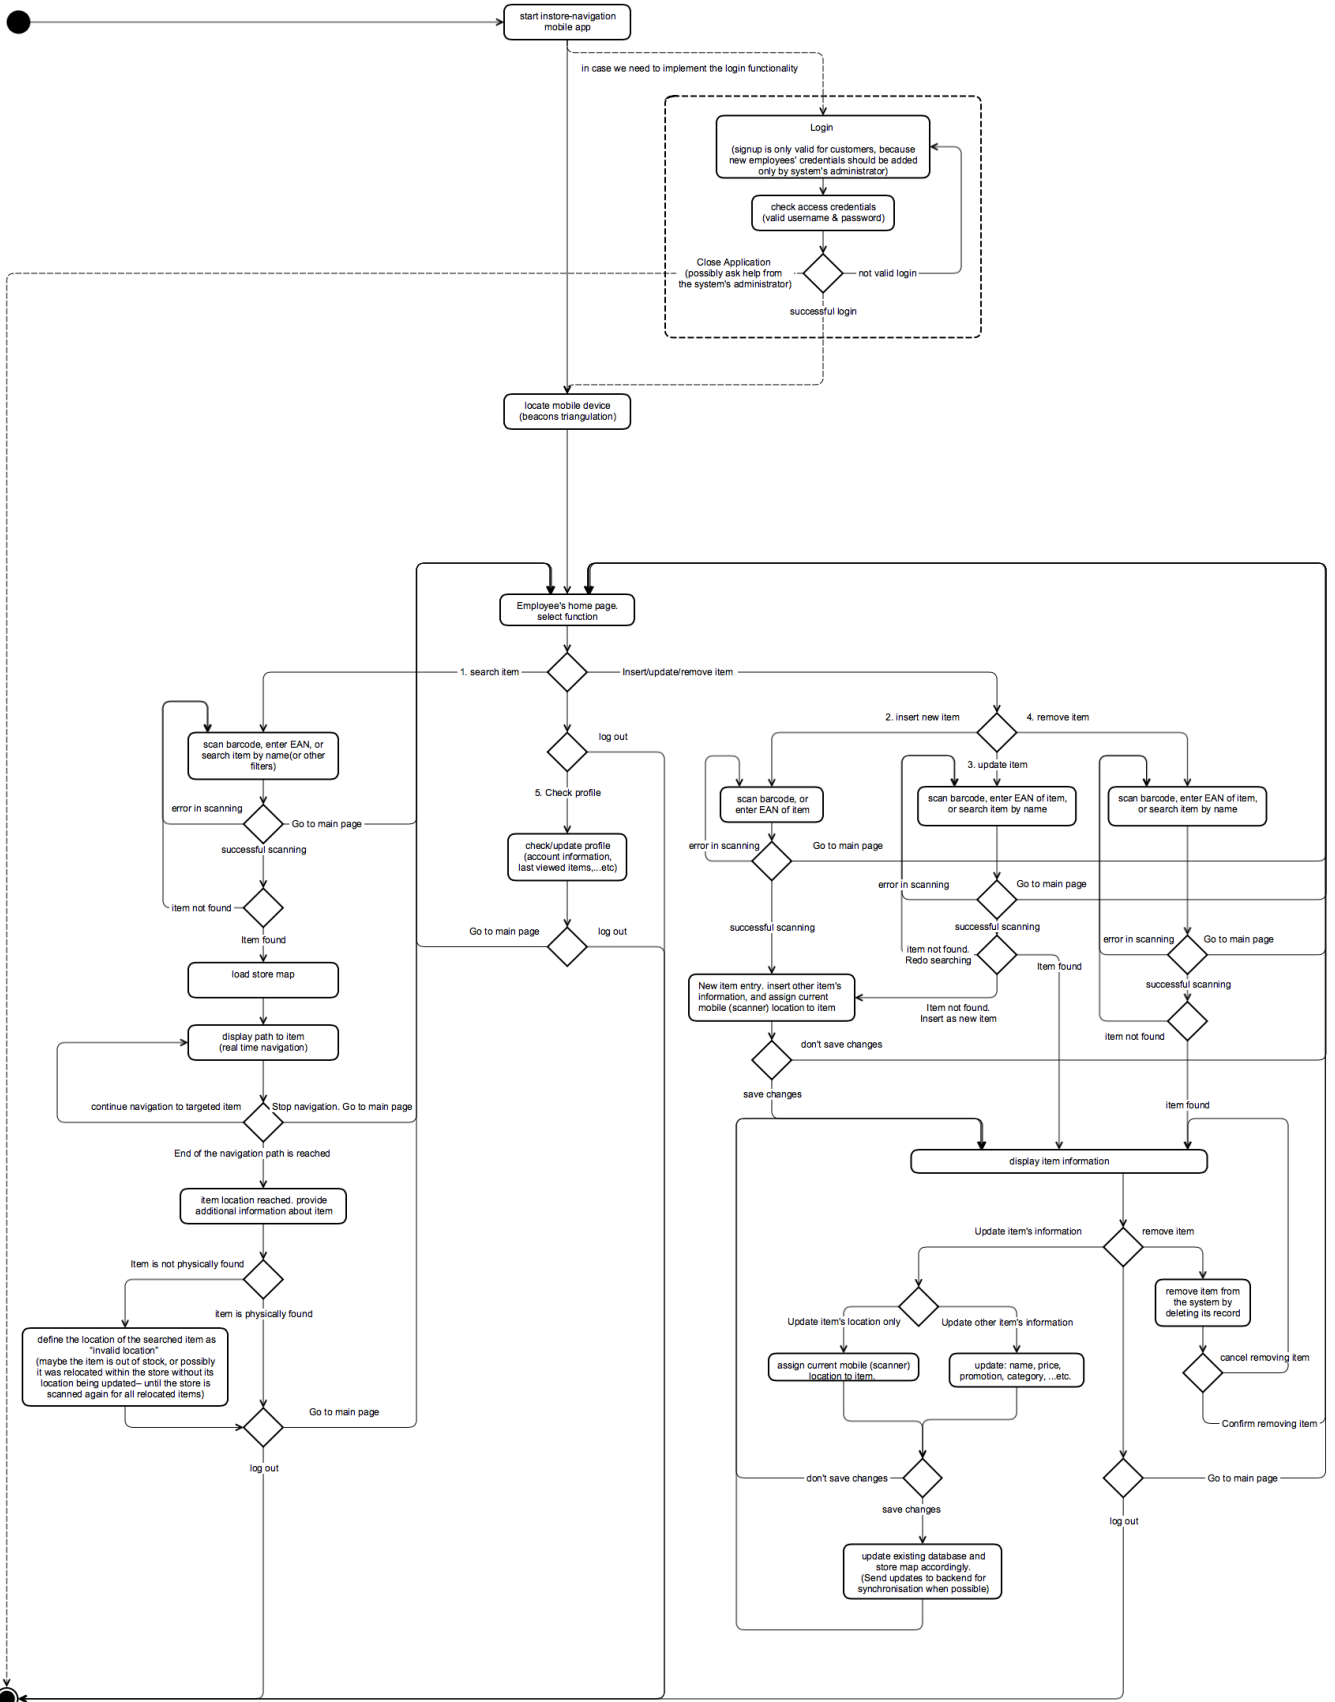 start instore-navigation
mobile app
in case we need to implement the login functionality
Login
(signup is only valid for customers, because
new employees' credentials should be added
only by system's administrator)
check access credentials
(valid username & password)
Close Application
(possibly ask help from
the system's administrator)
not valid login
successful login
locate mobile device
(beacons triangulation)
Employee's home page.
select function
1. search item
Insert/update/remove item
2. insert new item
4. remove item
3. update item
log out
5. Check profile
scan barcode, enter EAN, or
search item by name(or other
filters)
error in scanning
Go to main page
successful scanning
item not found
Item found
load store map
display path to item
(real time navigation)
continue navigation to targeted item
Stop navigation. Go to main page
End of the navigation path is reached
item location reached. provide
additional information about item
Item is not physically found
item is physically found
define the location of the searched item as
"invalid location"
(maybe the item is out of stock, or possibly
it was relocated within the store without its
location being updated– until the store is
scanned again for all relocated items)
Go to main page
log out
check/update profile
(account information,
last viewed items,...etc)
Go to main page
log out
scan barcode, or
enter EAN of item
error in scanning
Go to main page
successful scanning
New item entry. insert other item's
information, and assign current
mobile (scanner) location to item
don't save changes
save changes
scan barcode, enter EAN of item,
or search item by name
error in scanning
Go to main page
successful scanning
item not found.
Redo searching
Item found
Item not found.
Insert as new item
scan barcode, enter EAN of item,
or search item by name
error in scanning
Go to main page
successful scanning
item not found
item found
display item information
Update item's information
remove item
Update item's location only
Update other item's information
assign current mobile (scanner)
location to item.
update: name, price,
promotion, category, ...etc.
remove item from
the system by
deleting its record
cancel removing item
Confirm removing item
don't save changes
save changes
Go to main page
log out
update existing database and
store map accordingly.
(Send updates to backend for
synchronisation when possible)